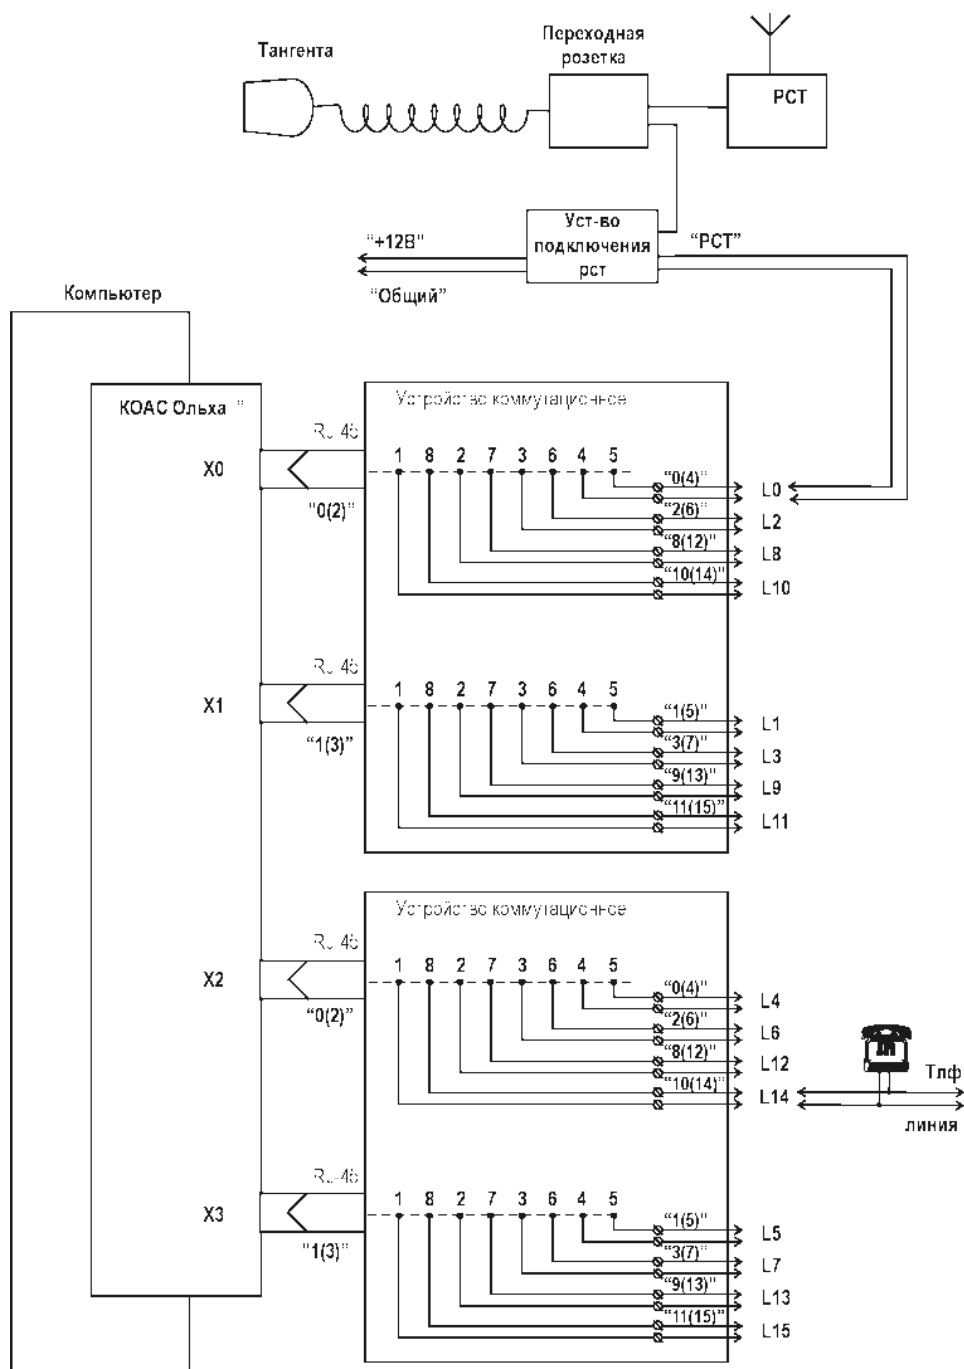 Тангента
Переходная
розетка
РСТ
Уст-во
подключения
рст
"+12В"
"Общий"
"РСТ"
Компьютер
КОАС Ольха "
Устройство коммутационное
RJ-45
X0
"0(2)"
1 8 2 7 3 6 4 5
"0(4)"
L0
"2(6)"
L2
"8(12)"
L8
"10(14)"
L10
RJ-45
X1
"1(3)"
1 8 2 7 3 6 4 5
"1(5)"
L1
"3(7)"
L3
"9(13)"
L9
"11(15)"
L11
Устройство коммутационное
RJ-45
X2
"0(2)"
1 8 2 7 3 6 4 5
"0(4)"
L4
"2(6)"
L6
"8(12)"
L12
"10(14)"
L14
Тлф
линия
RJ-45
X3
"1(3)"
1 8 2 7 3 6 4 5
"1(5)"
L5
"3(7)"
L7
"9(13)"
L13
"11(15)"
L15